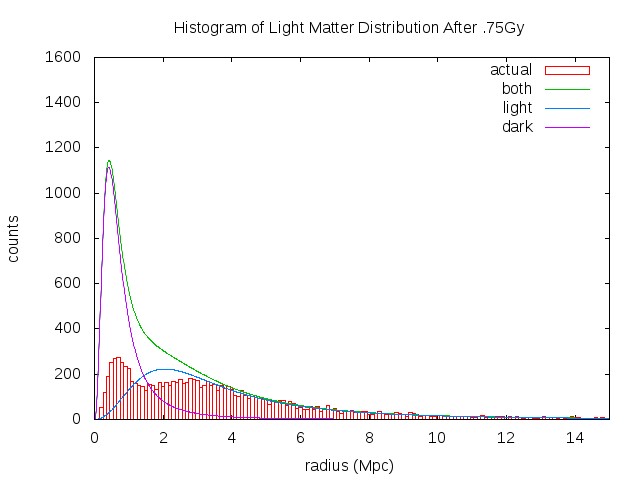 Histogram of Light Matter Distribution After .75Gy
1600
1400
1200
1000
800
600
400
200
0
counts
actual
both
light
dark
0 2 4 6 8 10 12 14
radius (Mpc)